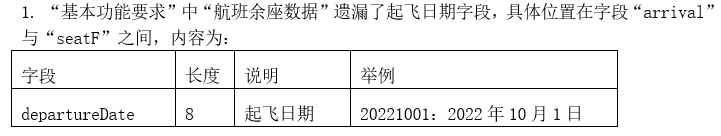 1. “基本功能要求”中“航班余座数据”遗漏了起飞日期字段，具体位置在字段“arrival”
与“seatF”之间，内容为：
字段 长度 说明 举例
departureDate 8 起飞日期 20221001：2022年10月1日